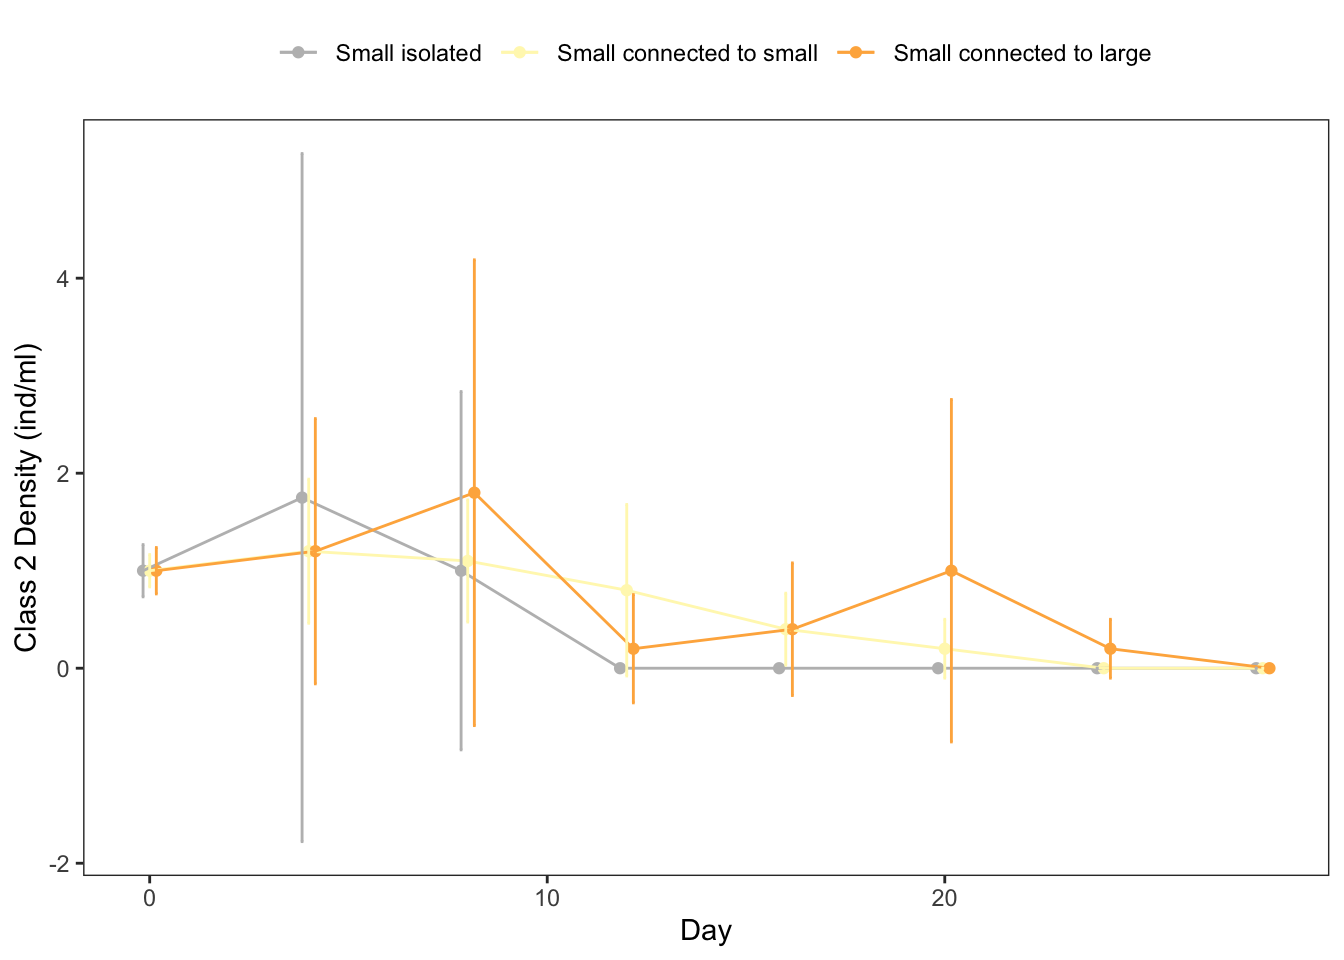 Small isolated Small connected to small Small connected to large
Class 2 Density (ind/ml)
4
2
0
-2
0 10 20
Day